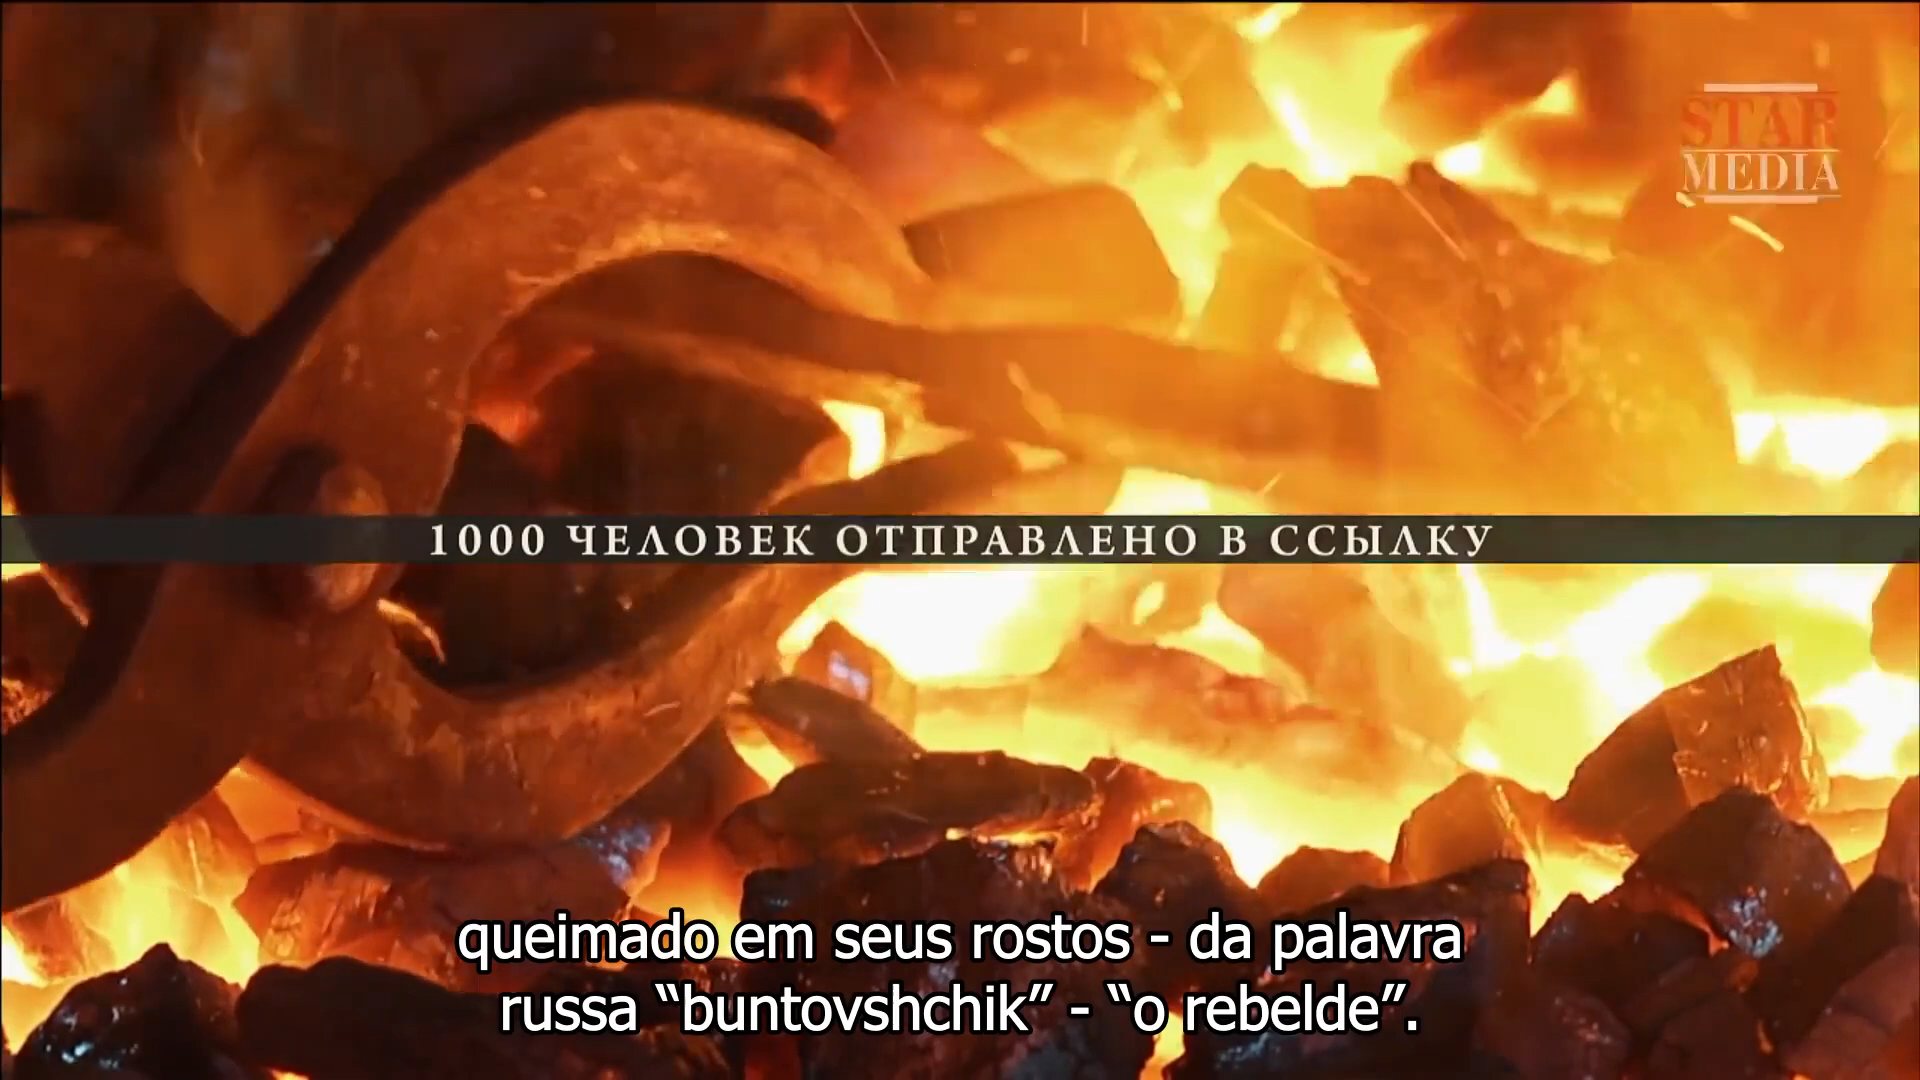 STAR
MEDIA
1000 ЧЕЛОВЕК ОТПРАВЛЕНО В ССЫЛКУ
queimado em seus rostos - da palavra
russa “buntovshchik” - “o rebelde”.